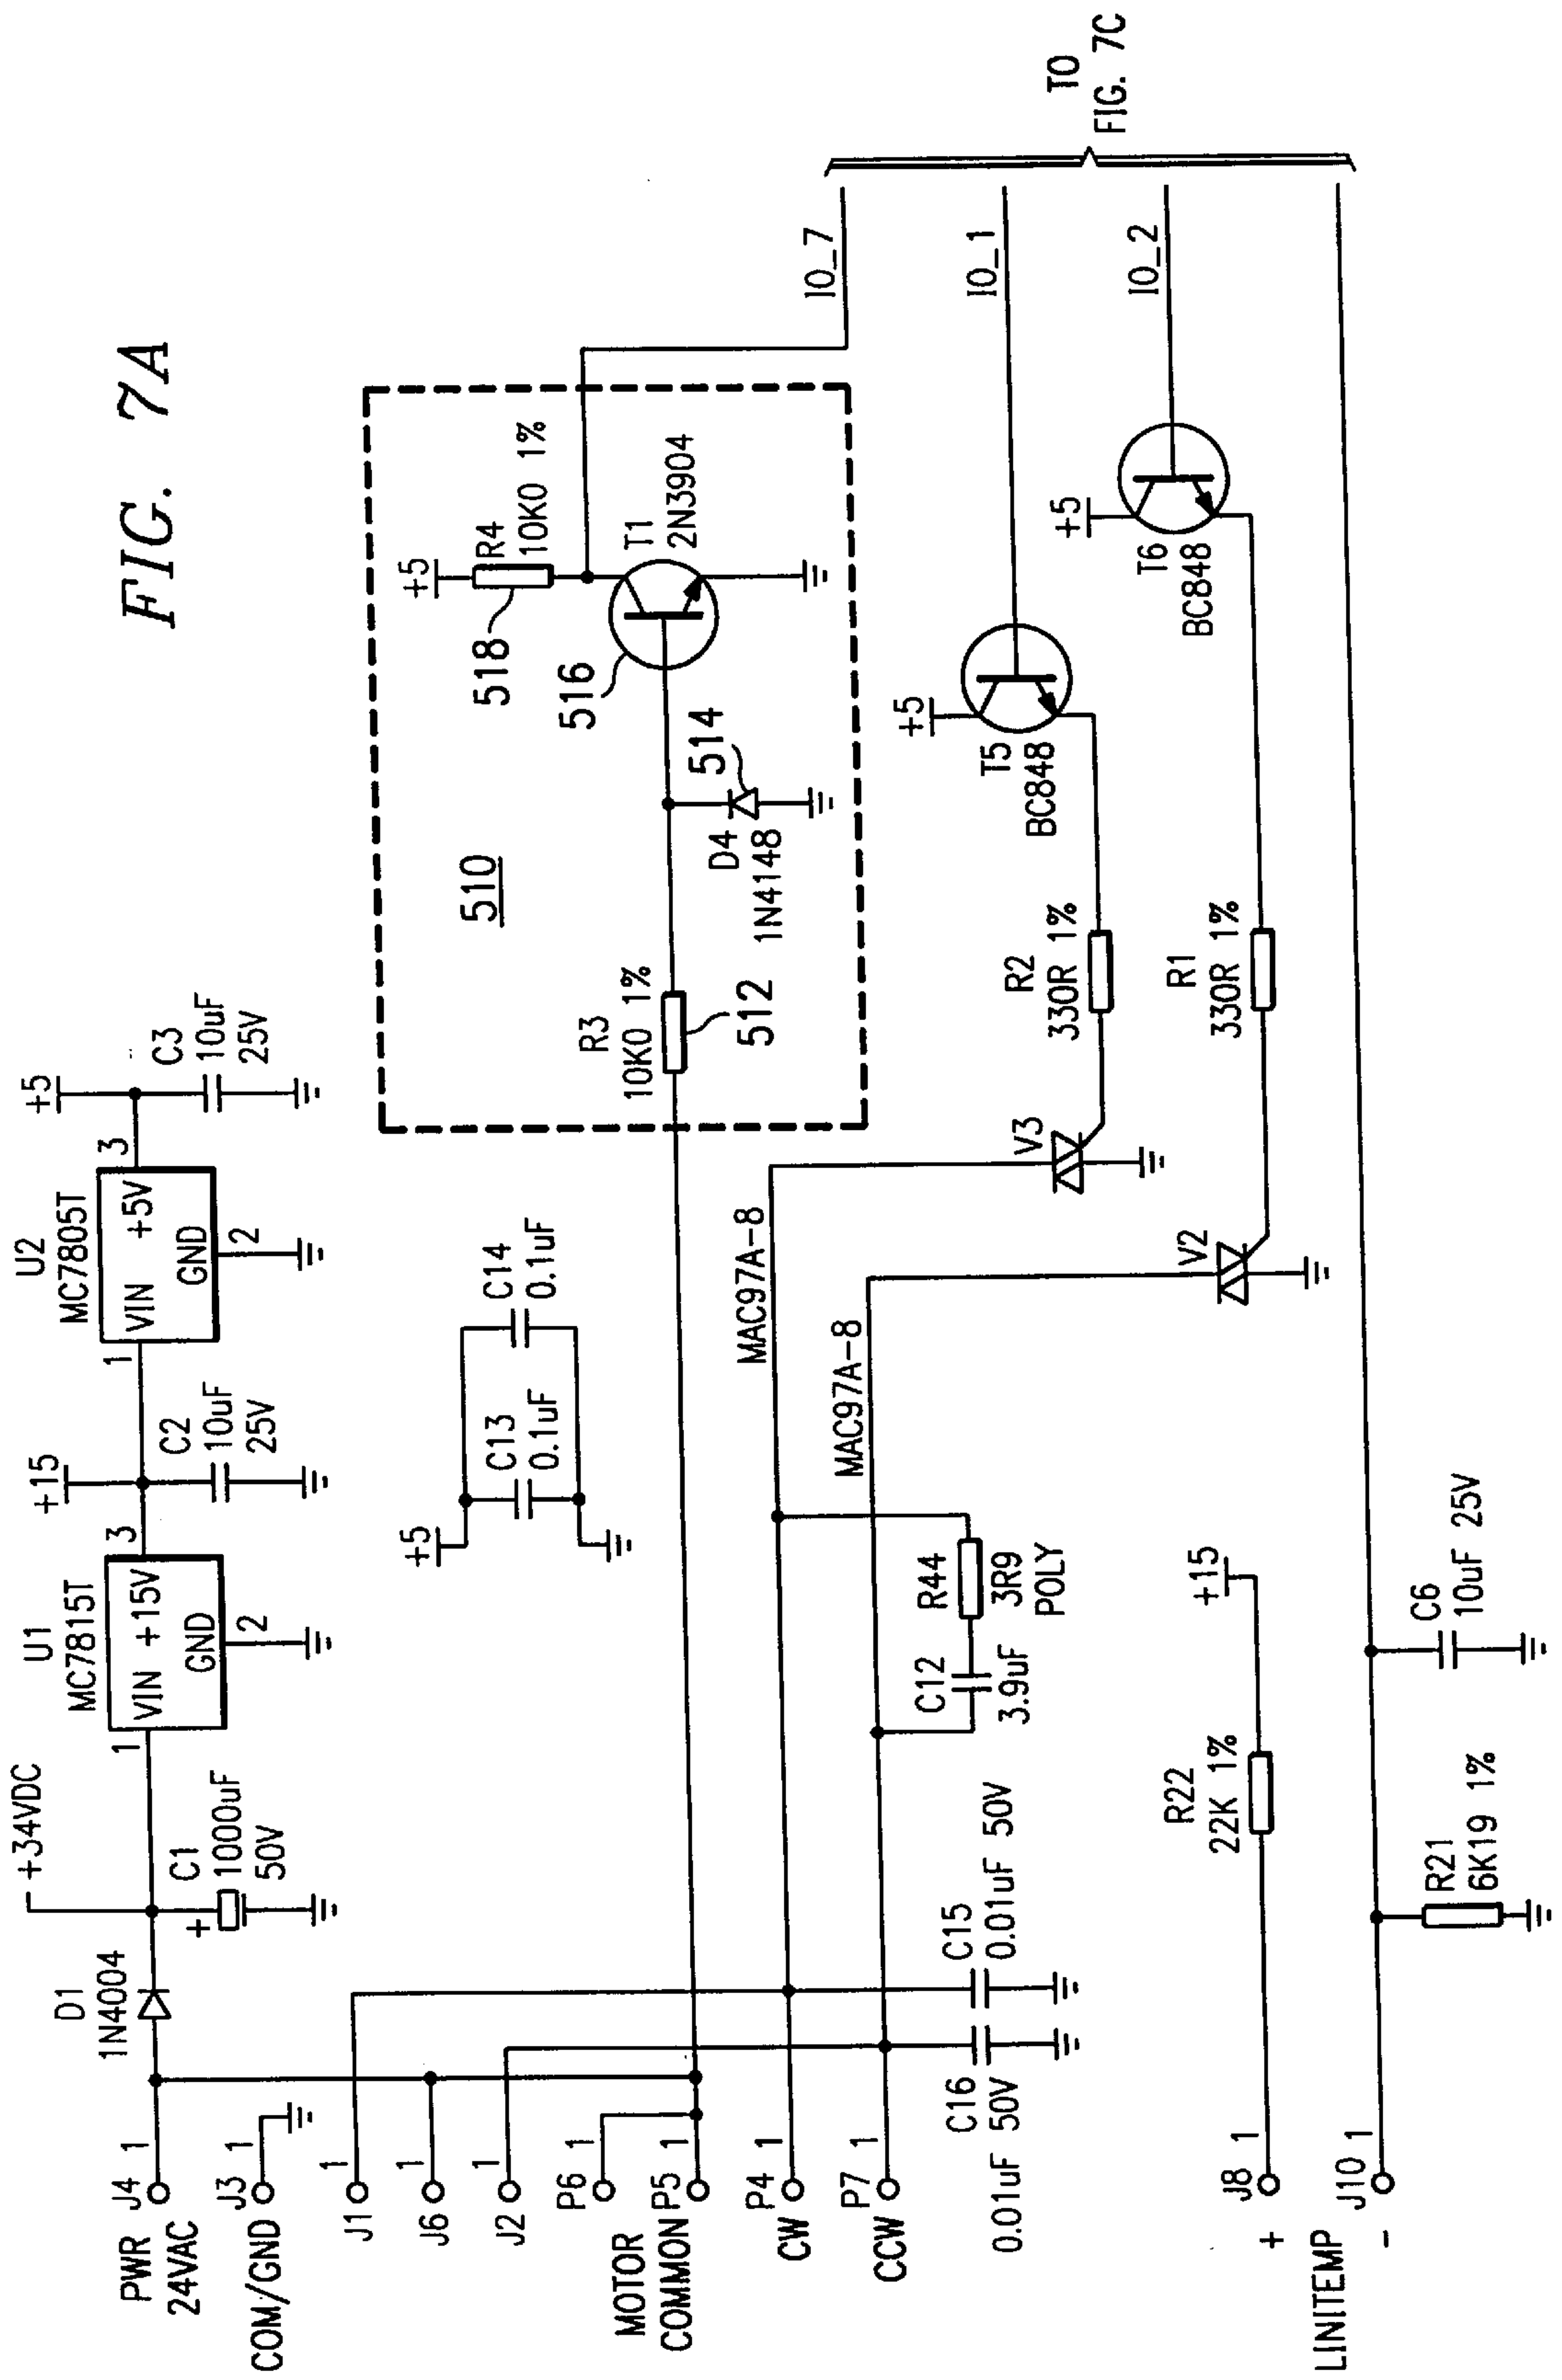 FIG. 7A
+34VDC
U1
MC7815T
VIN +15V
GND
1
3
2
+15
C2
10uF
25V
U2
MC7805T
VIN +5V
GND
1
3
2
+5
C3
10uF
25V
D1
1N4004
+
C1
1000uF
50V
PWR
24VAC
J4
1
COM/GND
J3
1
J1
1
J6
1
J2
1
P6
1
MOTOR
COMMON
P5
1
CW
P4
1
CCW
P7
1
+5
C13
0.1uF
C14
0.1uF
510
R3
10K0 1%
512
D4
1N4148
514
516
518
+5
R4
10K0 1%
T1
2N3904
IO_7
MAC97A-8
MAC97A-8
C12
3.9uF
R44
3R9
POLY
V3
V2
R2
330R 1%
R1
330R 1%
+5
T5
BC848
+5
T6
BC848
IO_1
IO_2
TO
FIG. 7C
C16
0.01uF 50V
50V
C15
0.01uF 50V
LINITEMP
+
J8
1
R22
22K 1%
+15
-
J10
1
R21
6K19 1%
C6
10uF 25V